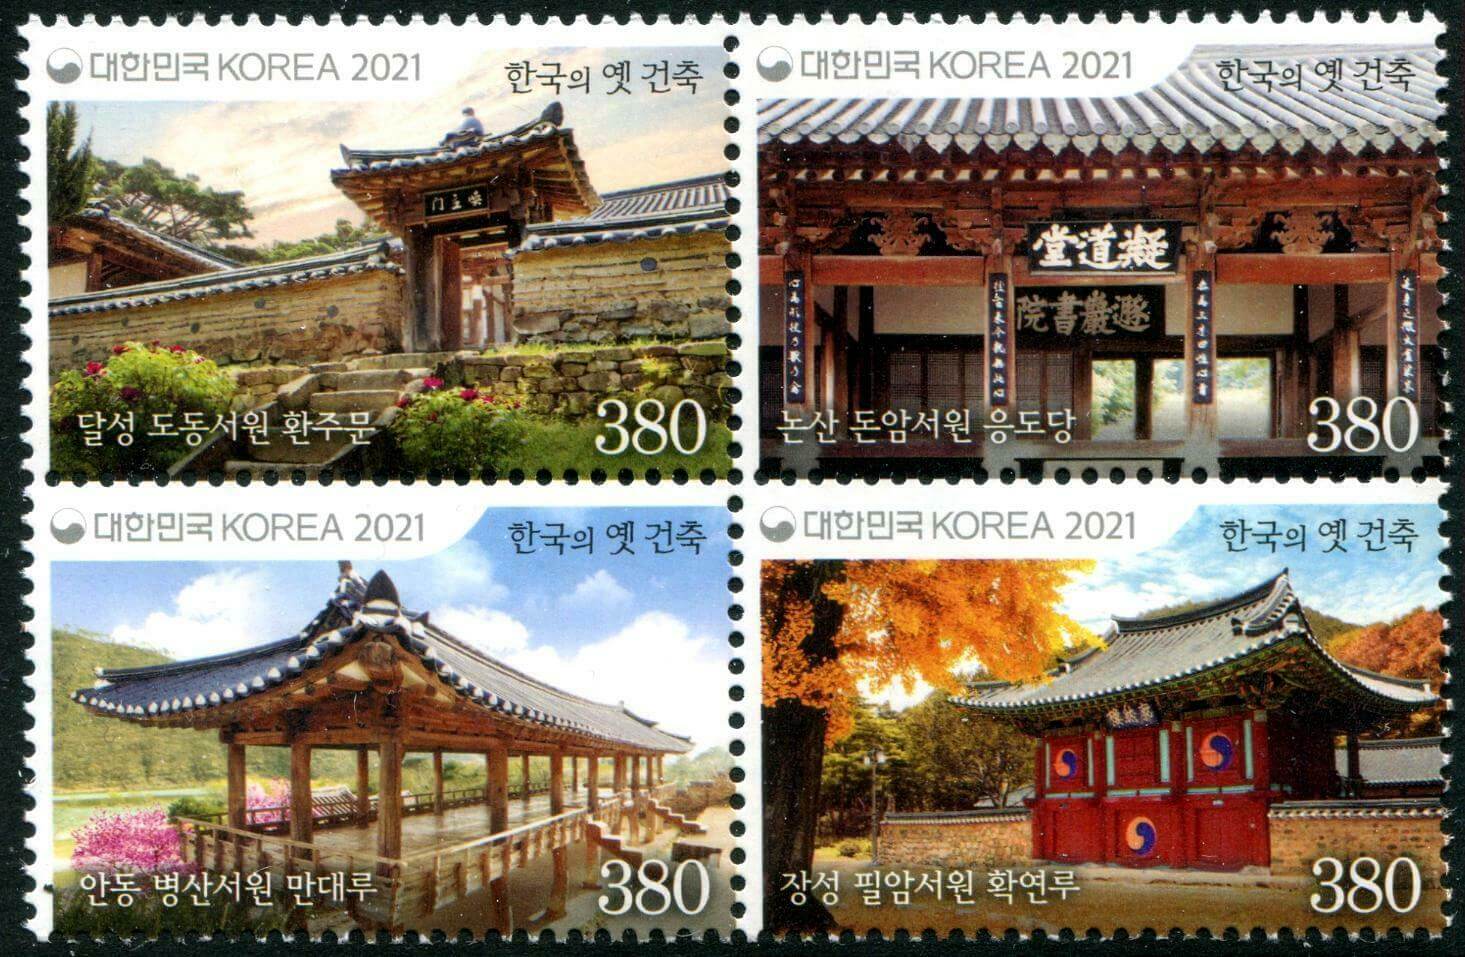 대한민국 KOREA 2021
한국의 옛 건축
喚主門
달성 도동서원 환주문
380
대한민국 KOREA 2021
한국의 옛 건축
凝道堂
遯巖書院
논산 돈암서원 응도당
380
대한민국 KOREA 2021
한국의 옛 건축
안동 병산서원 만대루
380
대한민국 KOREA 2021
한국의 옛 건축
장성 필암서원 확연루
380